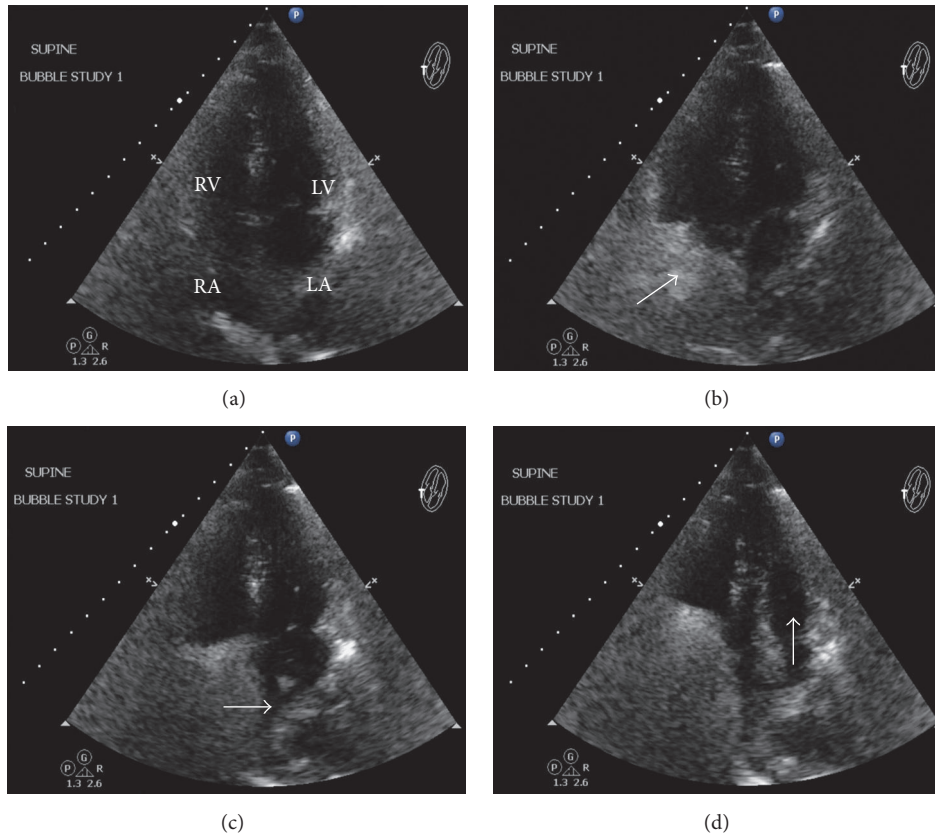 P
SUPINE
BUBBLE STUDY 1
RV
LV
RA
LA
G
P R
1.3 2.6
(a)
P
SUPINE
BUBBLE STUDY 1
G
P R
1.3 2.6
(b)
P
SUPINE
BUBBLE STUDY 1
G
P R
1.3 2.6
(c)
P
SUPINE
BUBBLE STUDY 1
G
P R
1.3 2.6
(d)